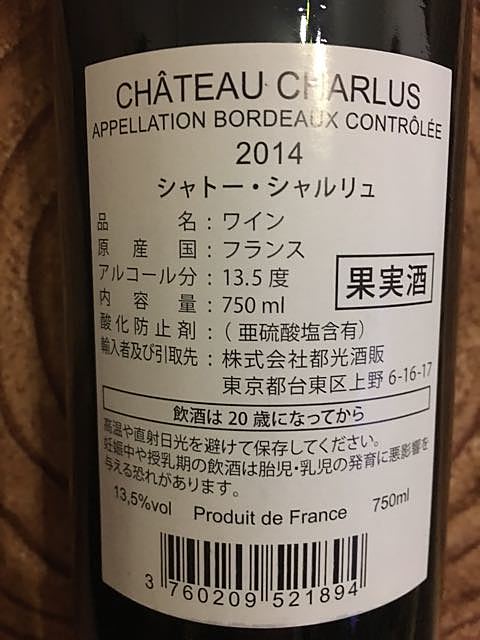 CHÂTEAU CHARLUS
APPELLATION BORDEAUX CONTRÔLÉE
2014
シャトー・シャルリュ
品名：ワイン
原産国：フランス
アルコール分：13.5度
果実酒
内容量：750 ml
酸化防止剤：（亜硫酸塩含有）
輸入者及び引取先：株式会社都光酒販
東京都台東区上野 6-16-17
飲酒は20歳になってから
高温や直射日光を避けて保存してください。
妊娠中や授乳期の飲酒は胎児・乳児の発育に悪影響を
与える恐れがあります。
13,5%vol Produit de France 750ml
3 760209 521894